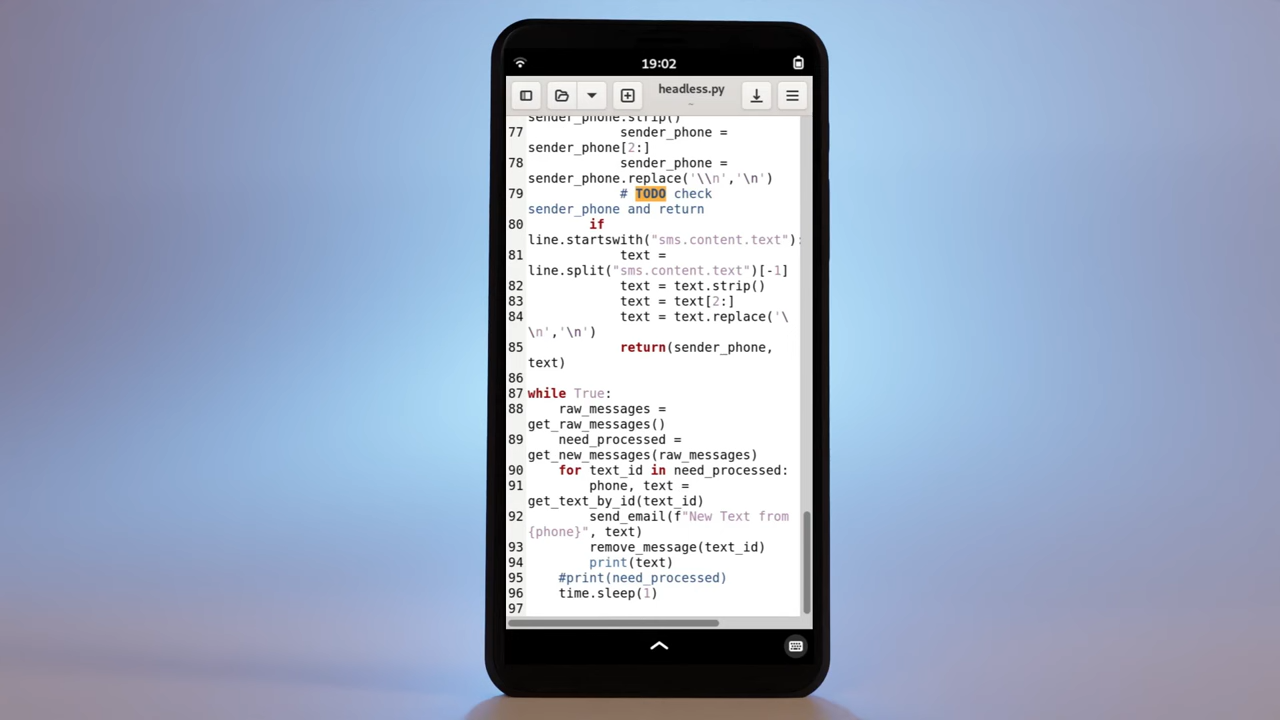 19:02
headless.py
~
sender_phone.strip()
77 sender_phone =
sender_phone[2:]
78 sender_phone =
sender_phone.replace('\\n','\n')
79 # TODO check
sender_phone and return
80 if
line.startswith("sms.content.text"):
81 text =
line.split("sms.content.text")[-1]
82 text = text.strip()
83 text = text[2:]
84 text = text.replace('\
\n','\n')
85 return(sender_phone,
text)
86
87 while True:
88 raw_messages =
get_raw_messages()
89 need_processed =
get_new_messages(raw_messages)
90 for text_id in need_processed:
91 phone, text =
get_text_by_id(text_id)
92 send_email(f"New Text from
{phone}", text)
93 remove_message(text_id)
94 print(text)
95 #print(need_processed)
96 time.sleep(1)
97